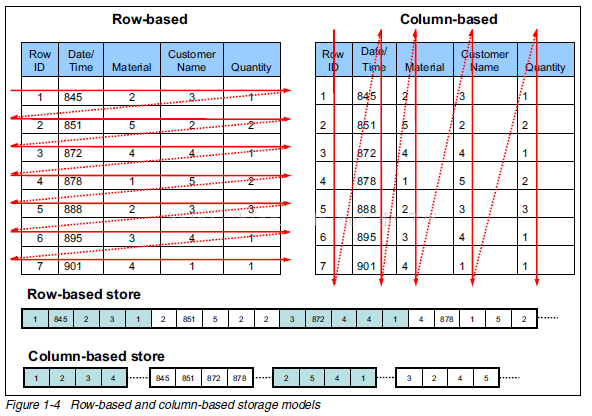 Row-based
Column-based
Row ID Date/ Time Material Customer Name Quantity
1 845 2 3 1
2 851 5 2 2
3 872 4 4 1
4 878 1 5 2
5 888 2 3 3
6 895 3 4 1
7 901 4 1 1
Row ID Date/ Time Material Customer Name Quantity
1 845 2 3 1
2 851 5 2 2
3 872 4 4 1
4 878 1 5 2
5 888 2 3 3
6 895 3 4 1
7 901 4 1 1
Row-based store
1 845 2 3 1 2 851 5 2 2 3 872 4 4 1 4 878 1 5 2
Column-based store
1 2 3 4 845 851 872 878 2 5 4 1 3 2 4 5
Figure 1-4 Row-based and column-based storage models